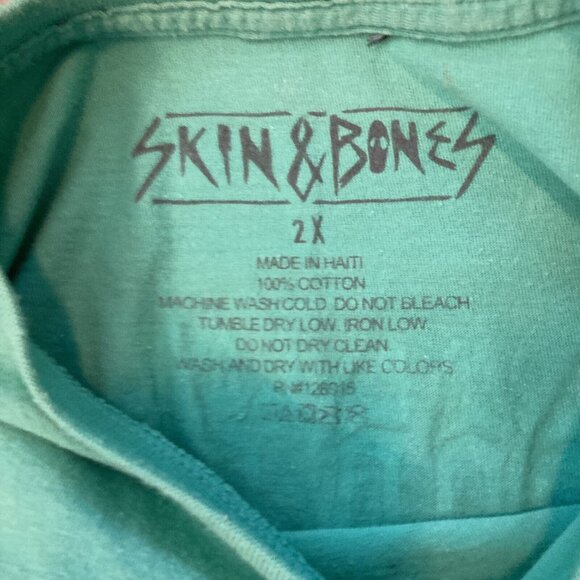 SKIN & BONES
2X
MADE IN HAITI
100% COTTON
MACHINE WASH COLD. DO NOT BLEACH
TUMBLE DRY LOW. IRON LOW.
DO NOT DRY CLEAN.
WASH AND DRY WITH LIKE COLORS